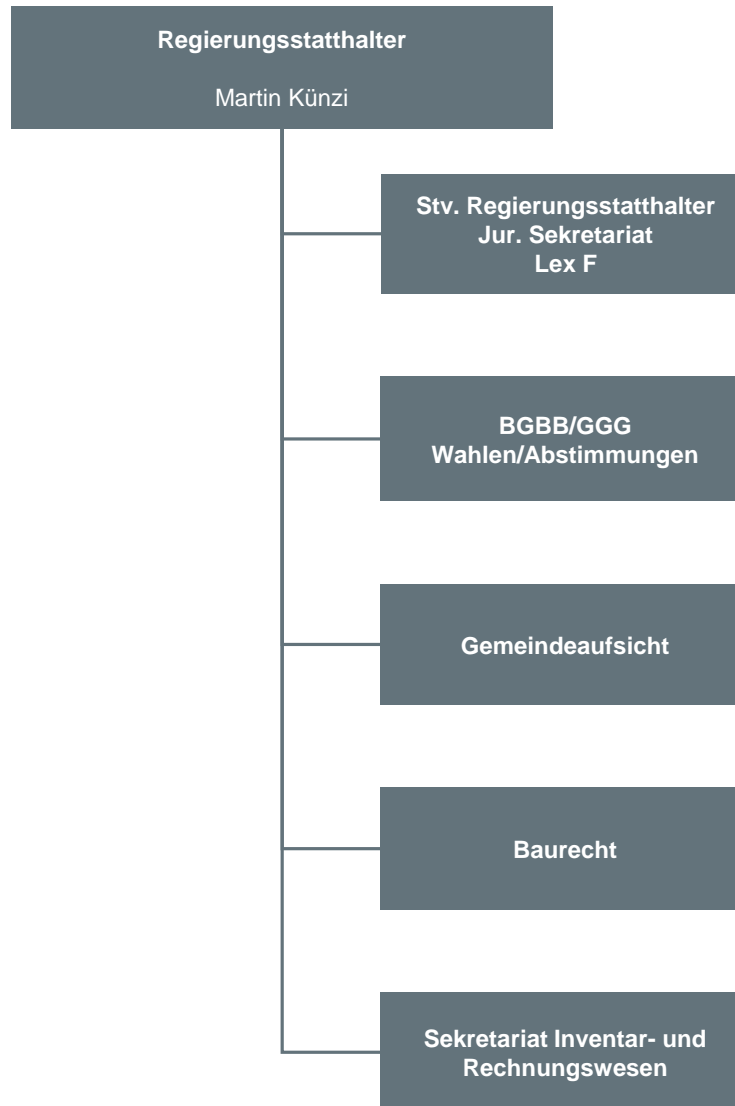 Regierungsstatthalter
Martin Künzi
Stv. Regierungsstatthalter
Jur. Sekretariat
Lex F
BGBB/GGG
Wahlen/Abstimmungen
Gemeindeaufsicht
Baurecht
Sekretariat Inventar- und
Rechnungswesen